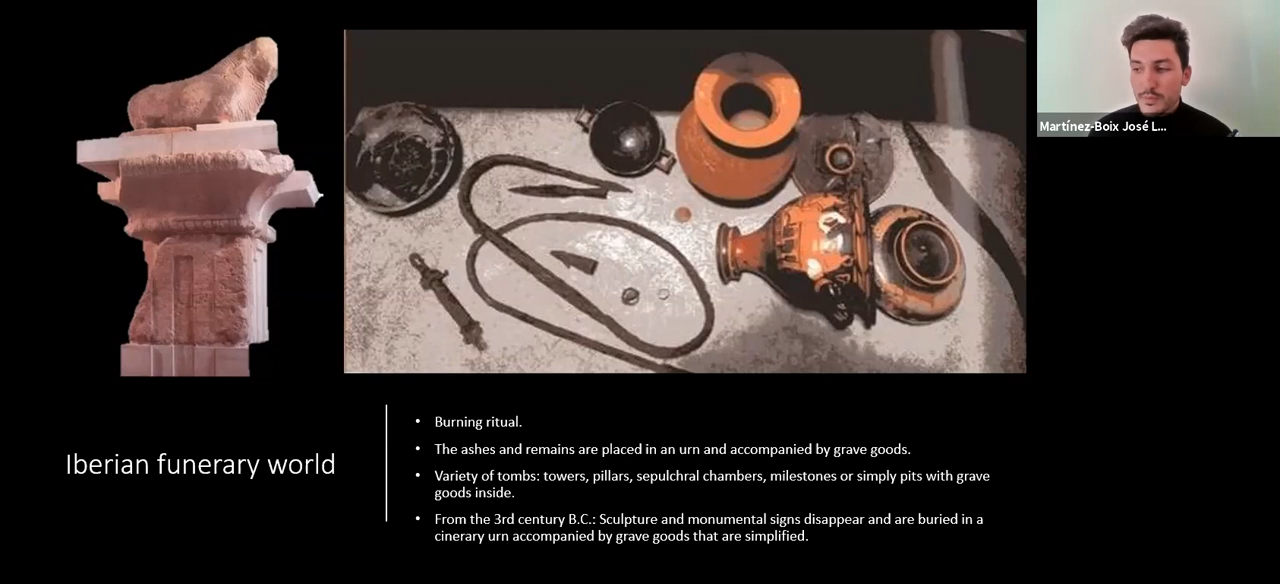 Martínez-Boix José L...
Iberian funerary world
• Burning ritual.
• The ashes and remains are placed in an urn and accompanied by grave goods.
• Variety of tombs: towers, pillars, sepulchral chambers, milestones or simply pits with grave
goods inside.
• From the 3rd century B.C.: Sculpture and monumental signs disappear and are buried in a
cinerary urn accompanied by grave goods that are simplified.